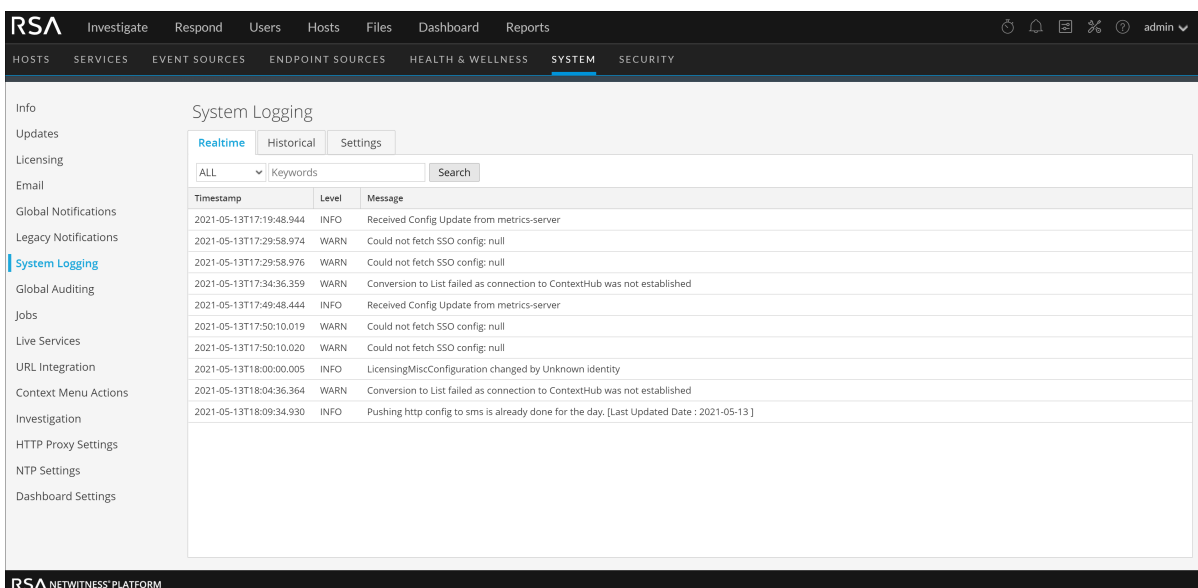 RSA Investigate Respond Users Hosts Files Dashboard Reports admin
HOSTS SERVICES EVENT SOURCES ENDPOINT SOURCES HEALTH & WELLNESS SYSTEM SECURITY
Info
Updates
Licensing
Email
Global Notifications
Legacy Notifications
System Logging
Global Auditing
Jobs
Live Services
URL Integration
Context Menu Actions
Investigation
HTTP Proxy Settings
NTP Settings
Dashboard Settings
System Logging
Realtime Historical Settings
ALL Keywords Search
Timestamp Level Message
2021-05-13T17:19:48.944 INFO Received Config Update from metrics-server
2021-05-13T17:29:58.974 WARN Could not fetch SSO config: null
2021-05-13T17:29:58.976 WARN Could not fetch SSO config: null
2021-05-13T17:34:36.359 WARN Conversion to List failed as connection to ContextHub was not established
2021-05-13T17:49:48.444 INFO Received Config Update from metrics-server
2021-05-13T17:50:10.019 WARN Could not fetch SSO config: null
2021-05-13T17:50:10.020 WARN Could not fetch SSO config: null
2021-05-13T18:00:00.005 INFO LicensingMiscConfiguration changed by Unknown identity
2021-05-13T18:04:36.364 WARN Conversion to List failed as connection to ContextHub was not established
2021-05-13T18:09:34.930 INFO Pushing http config to sms is already done for the day. [Last Updated Date : 2021-05-13 ]
RSA NETWITNESS® PLATFORM